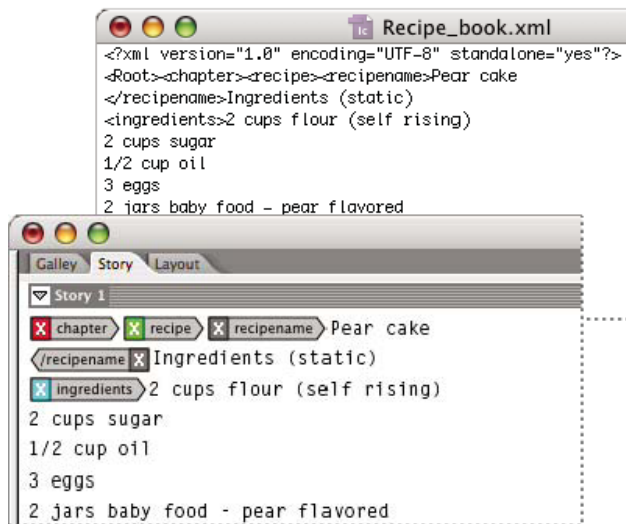 Recipe_book.xml
<?xml version="1.0" encoding="UTF-8" standalone="yes"?>
<Root><chapter><recipe><recipename>Pear cake
</recipename>Ingredients (static)
<ingredients>2 cups flour (self rising)
2 cups sugar
1/2 cup oil
3 eggs
2 jars baby food – pear flavored
Galley Story Layout
Story 1
X chapter X recipe X recipename Pear cake
/recipename X Ingredients (static)
X ingredients 2 cups flour (self rising)
2 cups sugar
1/2 cup oil
3 eggs
2 jars baby food - pear flavored